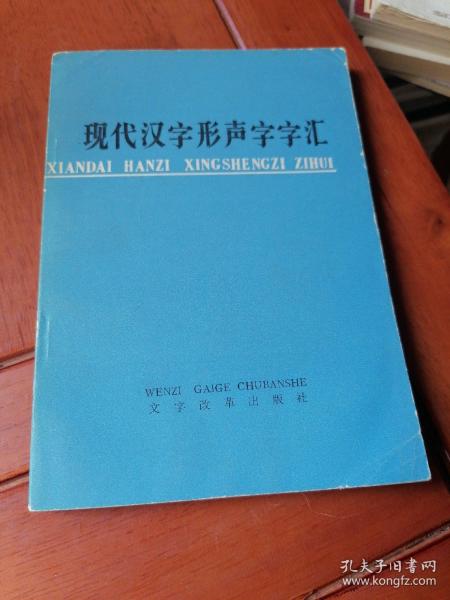 现代汉字形声字字汇
XIANDAI HANZI XINGSHENGZI ZIHUI
WENZI GAIGE CHUBANSHE
文字改革出版社
孔夫子旧书网
www.kongfz.com